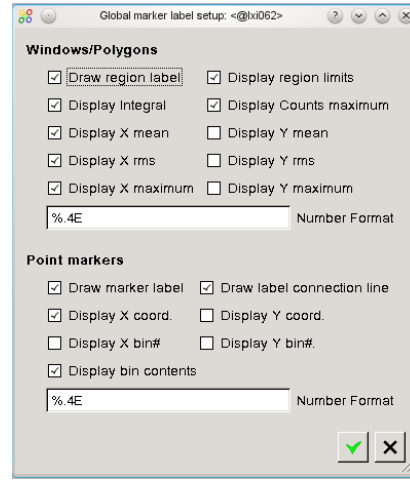 Global marker label setup: <@lxi062>
Windows/Polygons
Draw region label Display region limits
Display Integral Display Counts maximum
Display X mean Display Y mean
Display X rms Display Y rms
Display X maximum Display Y maximum
%.4E Number Format
Point markers
Draw marker label Draw label connection line
Display X coord. Display Y coord.
Display X bin# Display Y bin#.
Display bin contents
%.4E Number Format